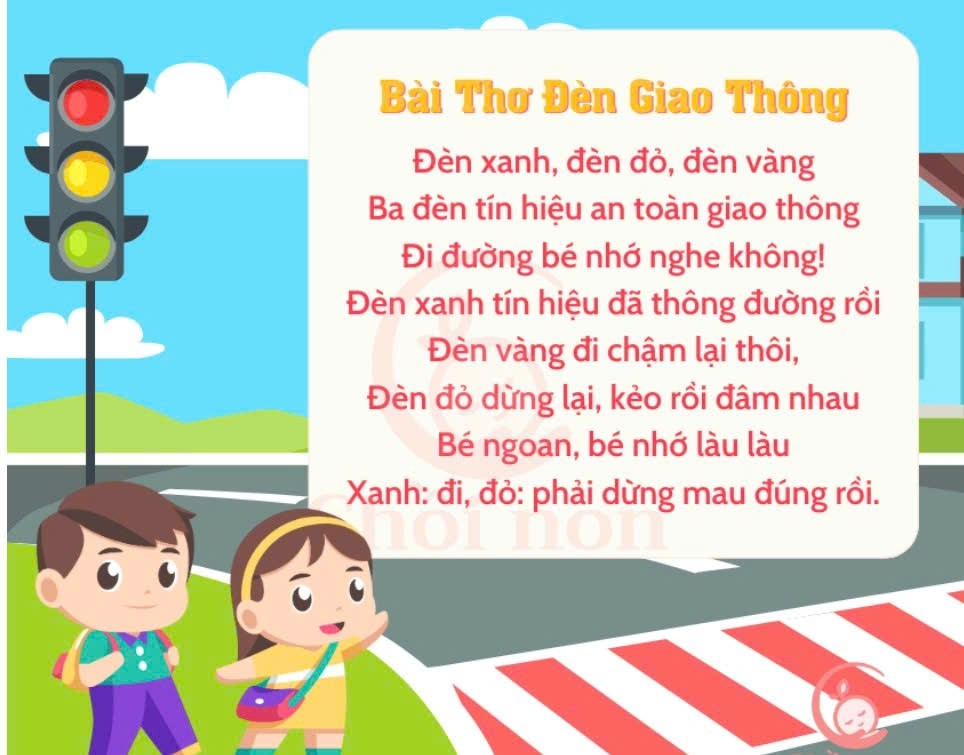 Bài Thơ Đèn Giao Thông
Đèn xanh, đèn đỏ, đèn vàng
Ba đèn tín hiệu an toàn giao thông
Đi đường bé nhớ nghe không!
Đèn xanh tín hiệu đã thông đường rồi
Đèn vàng đi chậm lại thôi,
Đèn đỏ dừng lại, kẻo rồi đâm nhau
Bé ngoan, bé nhớ làu làu
Xanh: đi, đỏ: phải dừng mau đúng rồi.